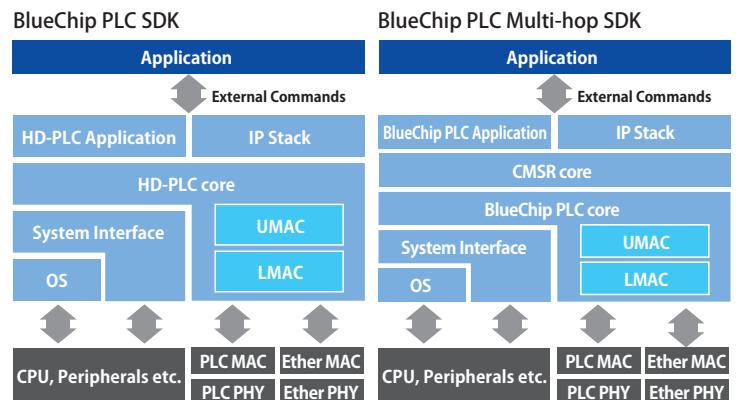 BlueChip PLC SDK
Application
External Commands
HD-PLC Application
IP Stack
HD-PLC core
UMAC
System Interface
LMAC
OS
CPU, Peripherals etc.
PLC MAC
Ether MAC
PLC PHY
Ether PHY
BlueChip PLC Multi-hop SDK
Application
External Commands
BlueChip PLC Application
IP Stack
CMSR core
BlueChip PLC core
UMAC
System Interface
LMAC
OS
CPU, Peripherals etc.
PLC MAC
Ether MAC
PLC PHY
Ether PHY